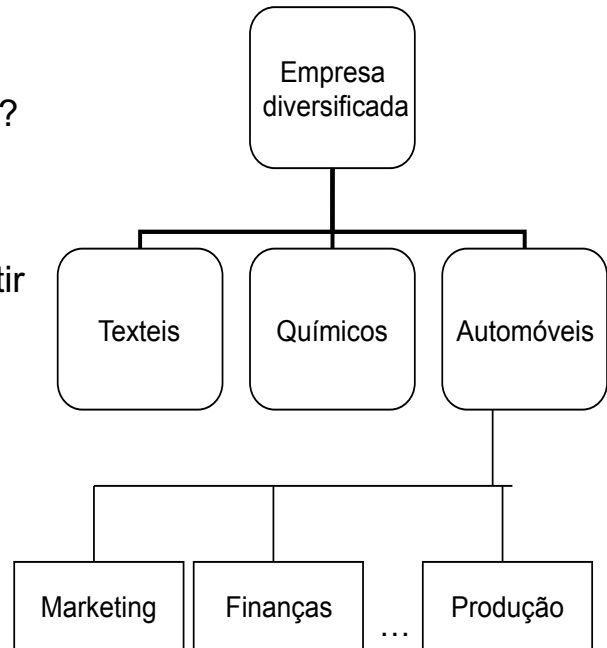 Empresa
diversificada
?
tir
Texteis
Químicos
Automóveis
Marketing
Finanças
...
Produção